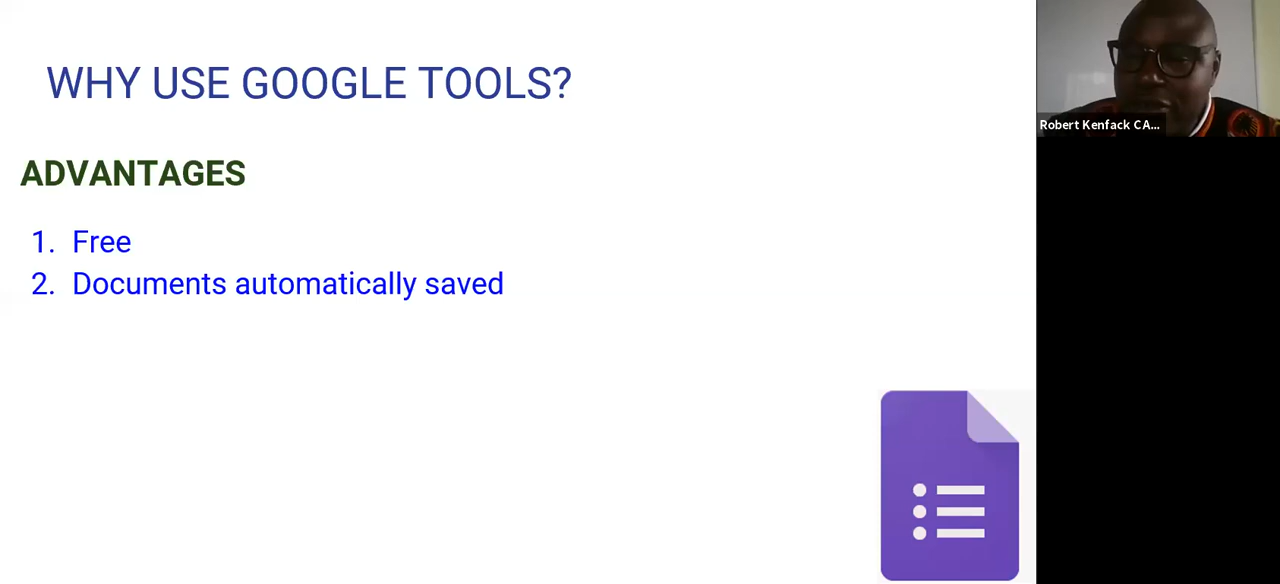 WHY USE GOOGLE TOOLS?
ADVANTAGES
1. Free
2. Documents automatically saved
Robert Kenfack CA...